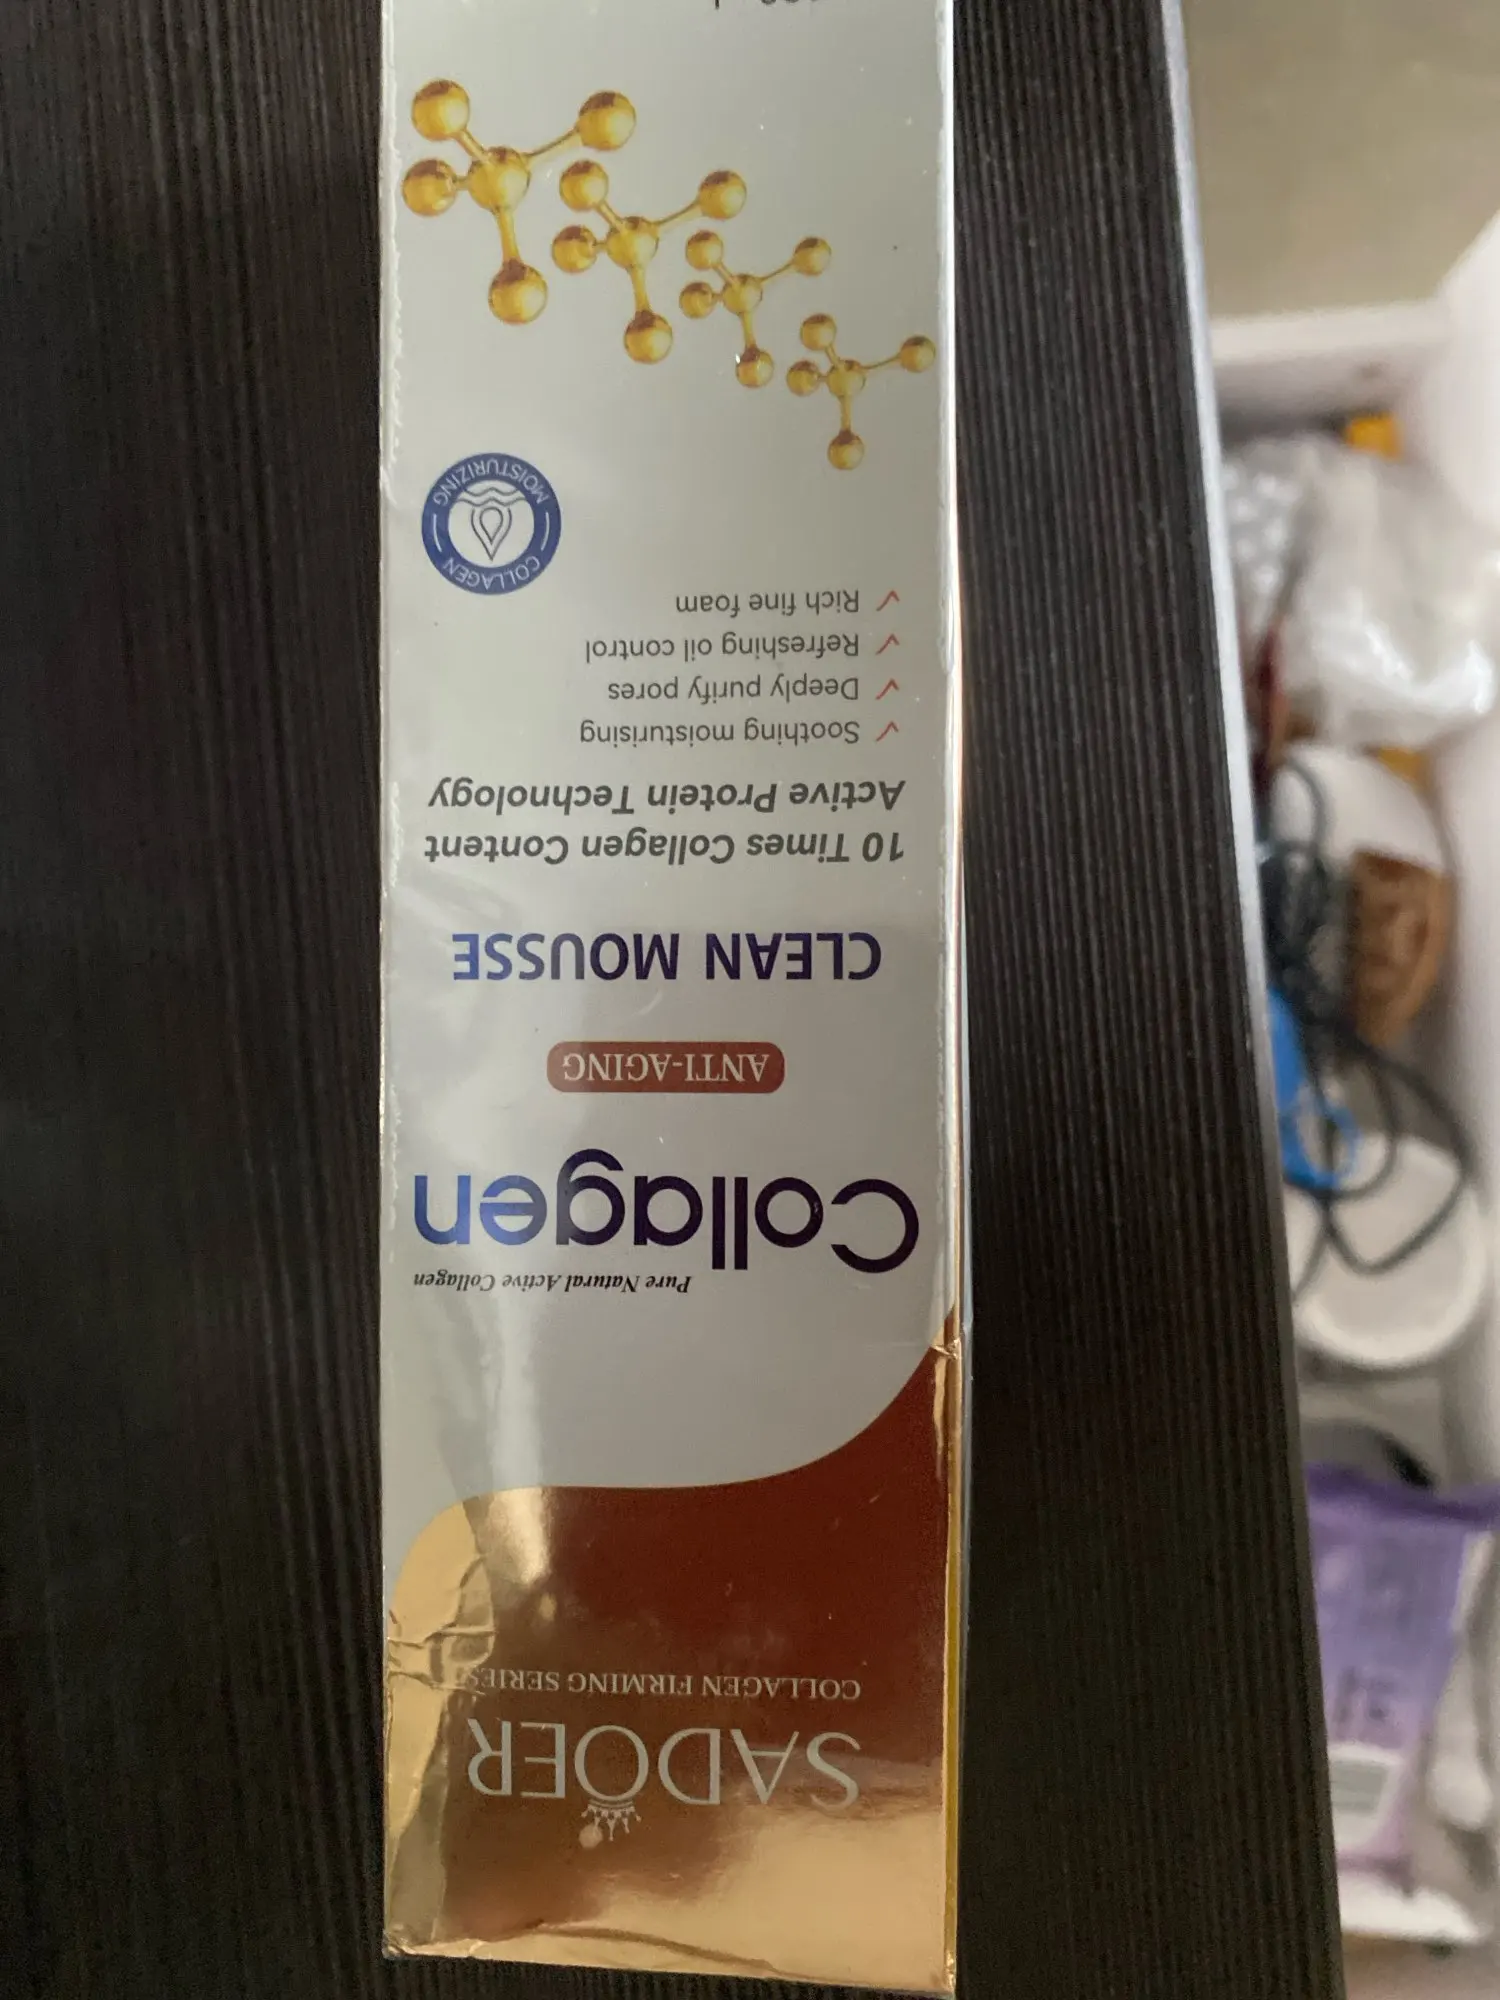 SADOER
COLLAGEN FIRMING SERIES
Pure Natural Active Collagen
Collagen
ANTI-AGING
CLEAN MOUSSE
10 Times Collagen Content
Active Protein Technology
✓ Soothing moisturising
✓ Deeply purify pores
✓ Refreshing oil control
✓ Rich fine foam
COLLAGEN
MOISTURIZING